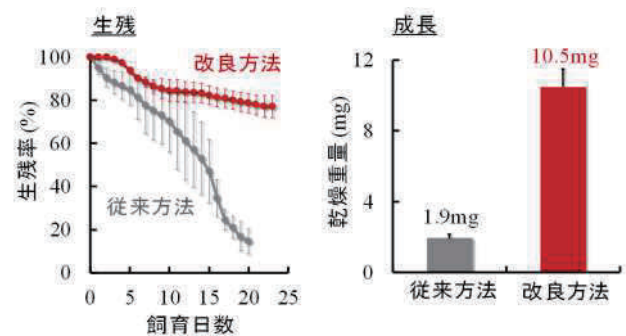 生残
100
80
60
40
20
0
生残率(%)
改良方法
従来方法
0 5 10 15 20 25
飼育日数
成長
12
8
4
0
乾燥重量(mg)
1.9mg
10.5mg
従来方法 改良方法